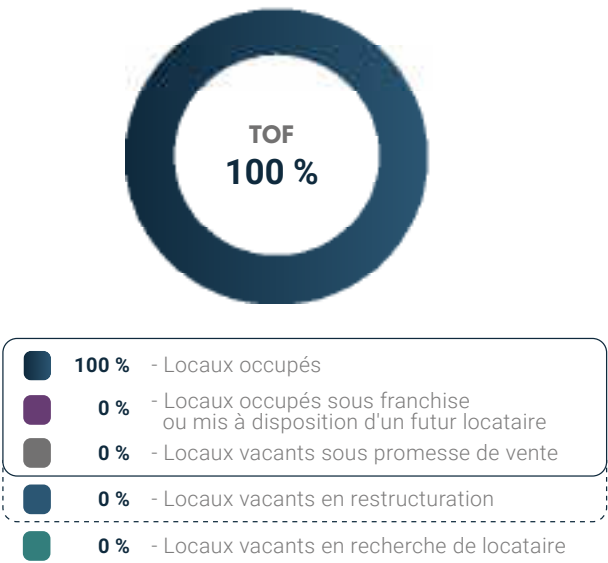 TOF
100 %
100 % - Locaux occupés
0 % - Locaux occupés sous franchise
ou mis à disposition d'un futur locataire
0 % - Locaux vacants sous promesse de vente
0 % - Locaux vacants en restructuration
0 % - Locaux vacants en recherche de locataire